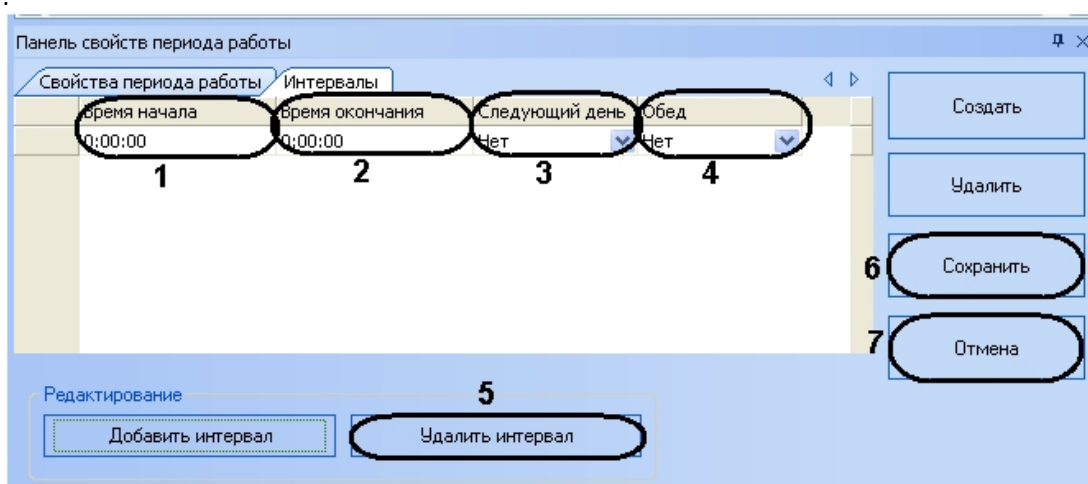 .
Панель свойств периода работы
Свойства периода работы Интервалы
Время начала Время окончания Следующий день Обед
0:00:00 0:00:00 Нет Нет
1 2 3 4
Создать
Удалить
6 Сохранить
7 Отмена
Редактирование 5
Добавить интервал Удалить интервал